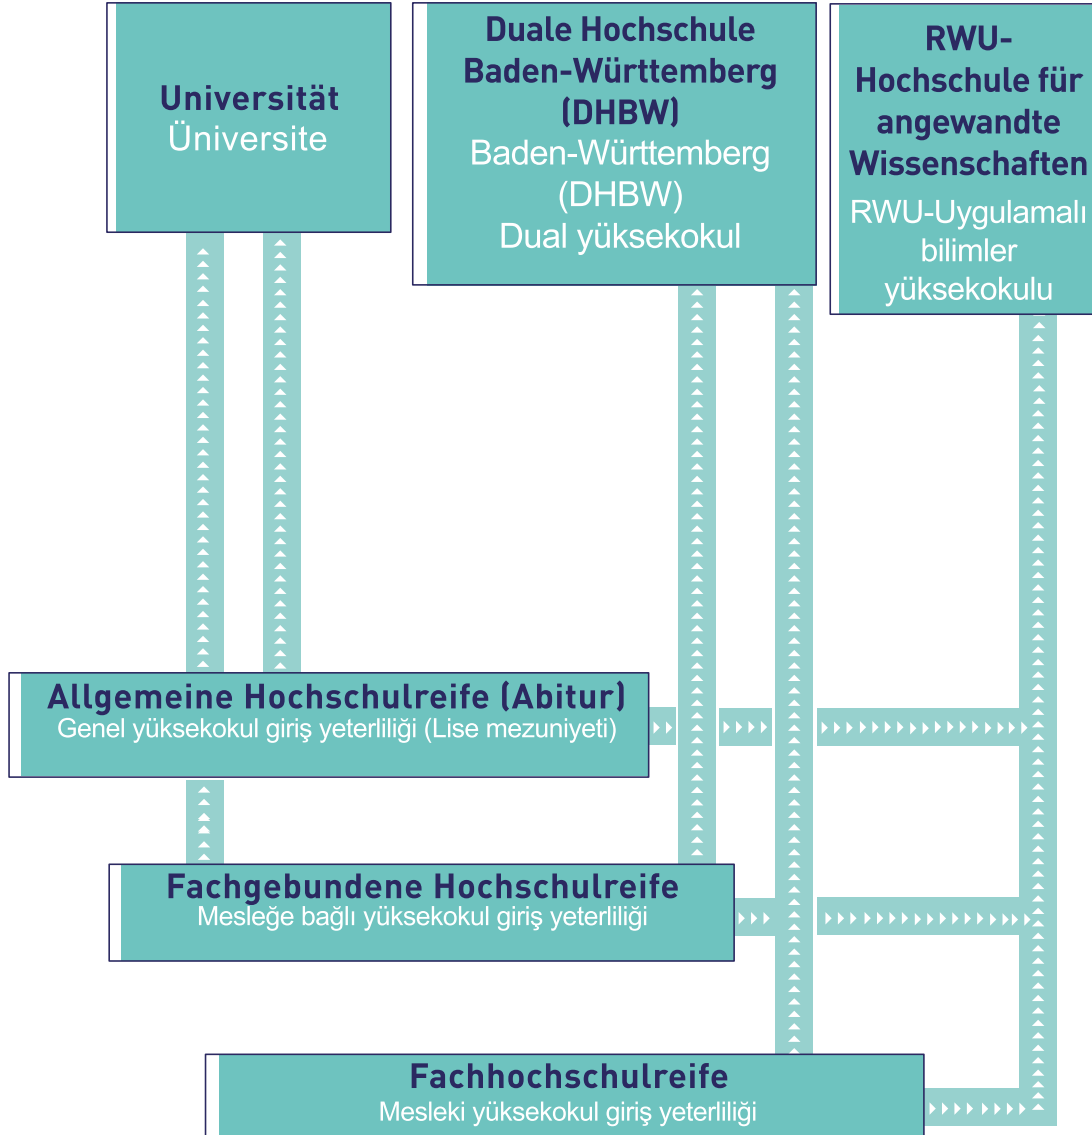 Universität
Üniversite
Duale Hochschule
Baden-Württemberg
(DHBW)
Baden-Württemberg
(DHBW)
Dual yüksekokul
RWU-
Hochschule für
angewandte
Wissenschaften
RWU-Uygulamalı
bilimler
yüksekokulu
Allgemeine Hochschulreife (Abitur)
Genel yüksekokul giriş yeterliliği (Lise mezuniyeti)
Fachgebundene Hochschulreife
Mesleğe bağlı yüksekokul giriş yeterliliği
Fachhochschulreife
Mesleki yüksekokul giriş yeterliliği